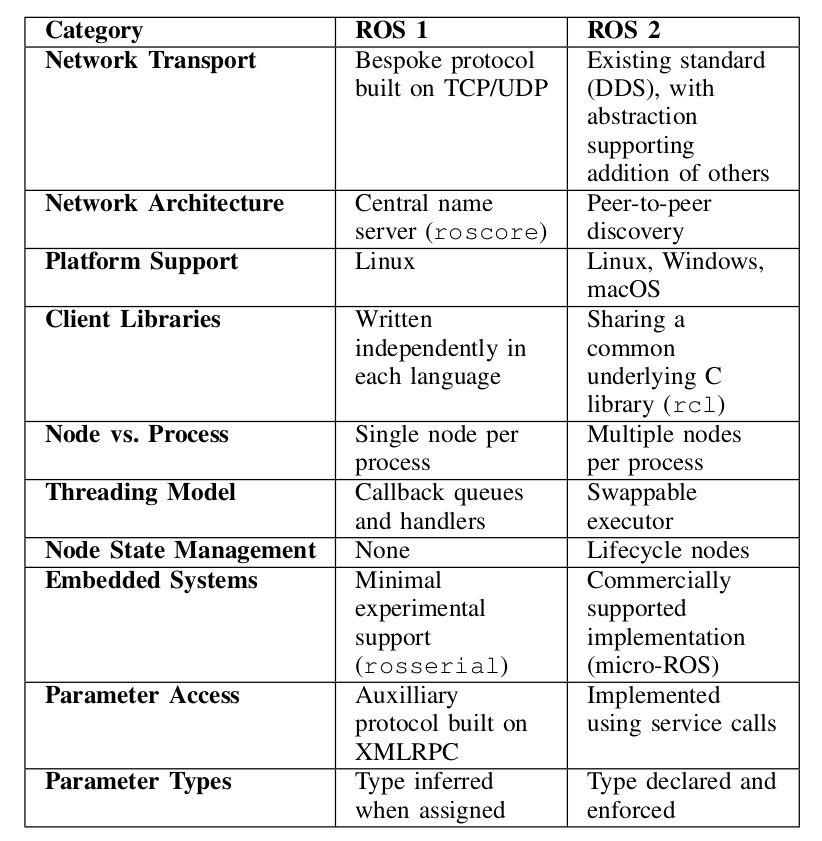 Category ROS 1 ROS 2
Network Transport
Bespoke protocol
built on TCP/UDP
Existing standard
(DDS), with
abstraction
supporting
addition of others
Network Architecture
Central name
server (roscore)
Peer-to-peer
discovery
Platform Support
Linux
Linux, Windows,
macOS
Client Libraries
Written
independently in
each language
Sharing a
common
underlying C
library (rcl)
Node vs. Process
Single node per
process
Multiple nodes
per process
Threading Model
Callback queues
and handlers
Swappable
executor
Node State Management
None
Lifecycle nodes
Embedded Systems
Minimal
experimental
support
(rosserial)
Commercially
supported
implementation
(micro-ROS)
Parameter Access
Auxilliary
protocol built on
XMLRPC
Implemented
using service calls
Parameter Types
Type inferred
when assigned
Type declared and
enforced